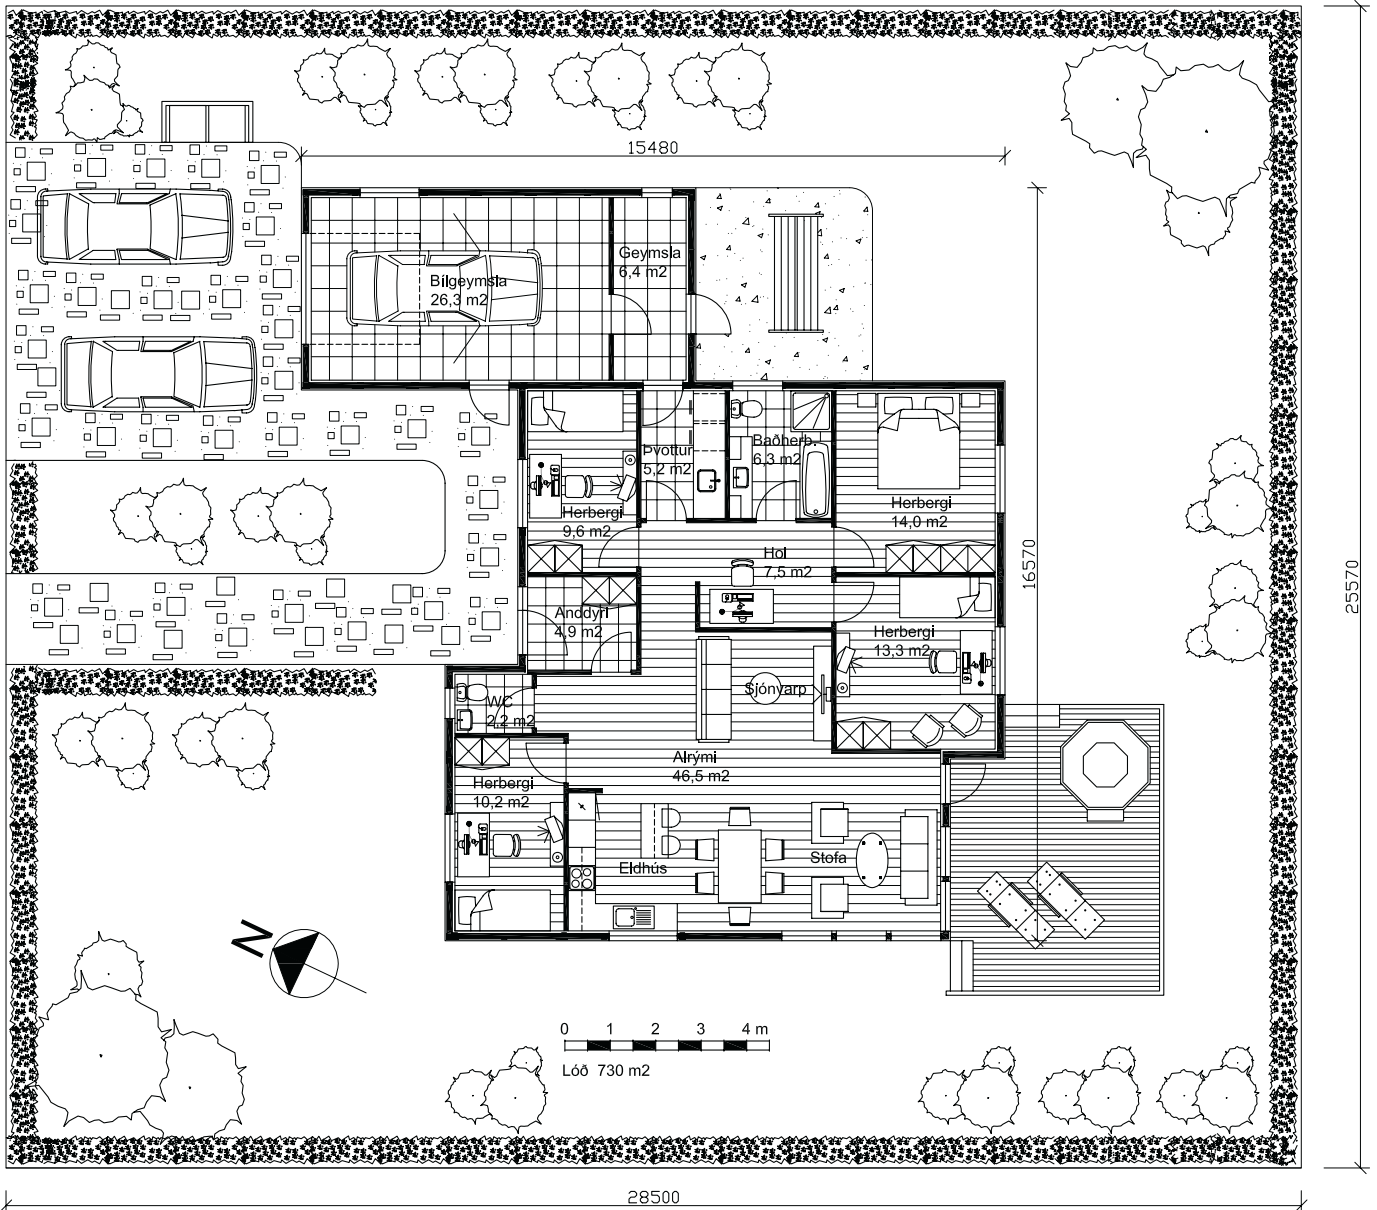 15480
Geymsla
6,4 m2
Bílgeymsla
26,3 m2
Þvottur
5,2 m2
Baðherb.
6,3 m2
Herbergi
9,6 m2
Herbergi
14,0 m2
Hol
7,5 m2
16570
25570
Anddyri
4,9 m2
Herbergi
13,3 m2
WC
2,2 m2
Sjónvarp
Alrými
46,5 m2
Herbergi
10,2 m2
Eldhús
Stofa
N
0 1 2 3 4 m
Lóð 730 m2
28500